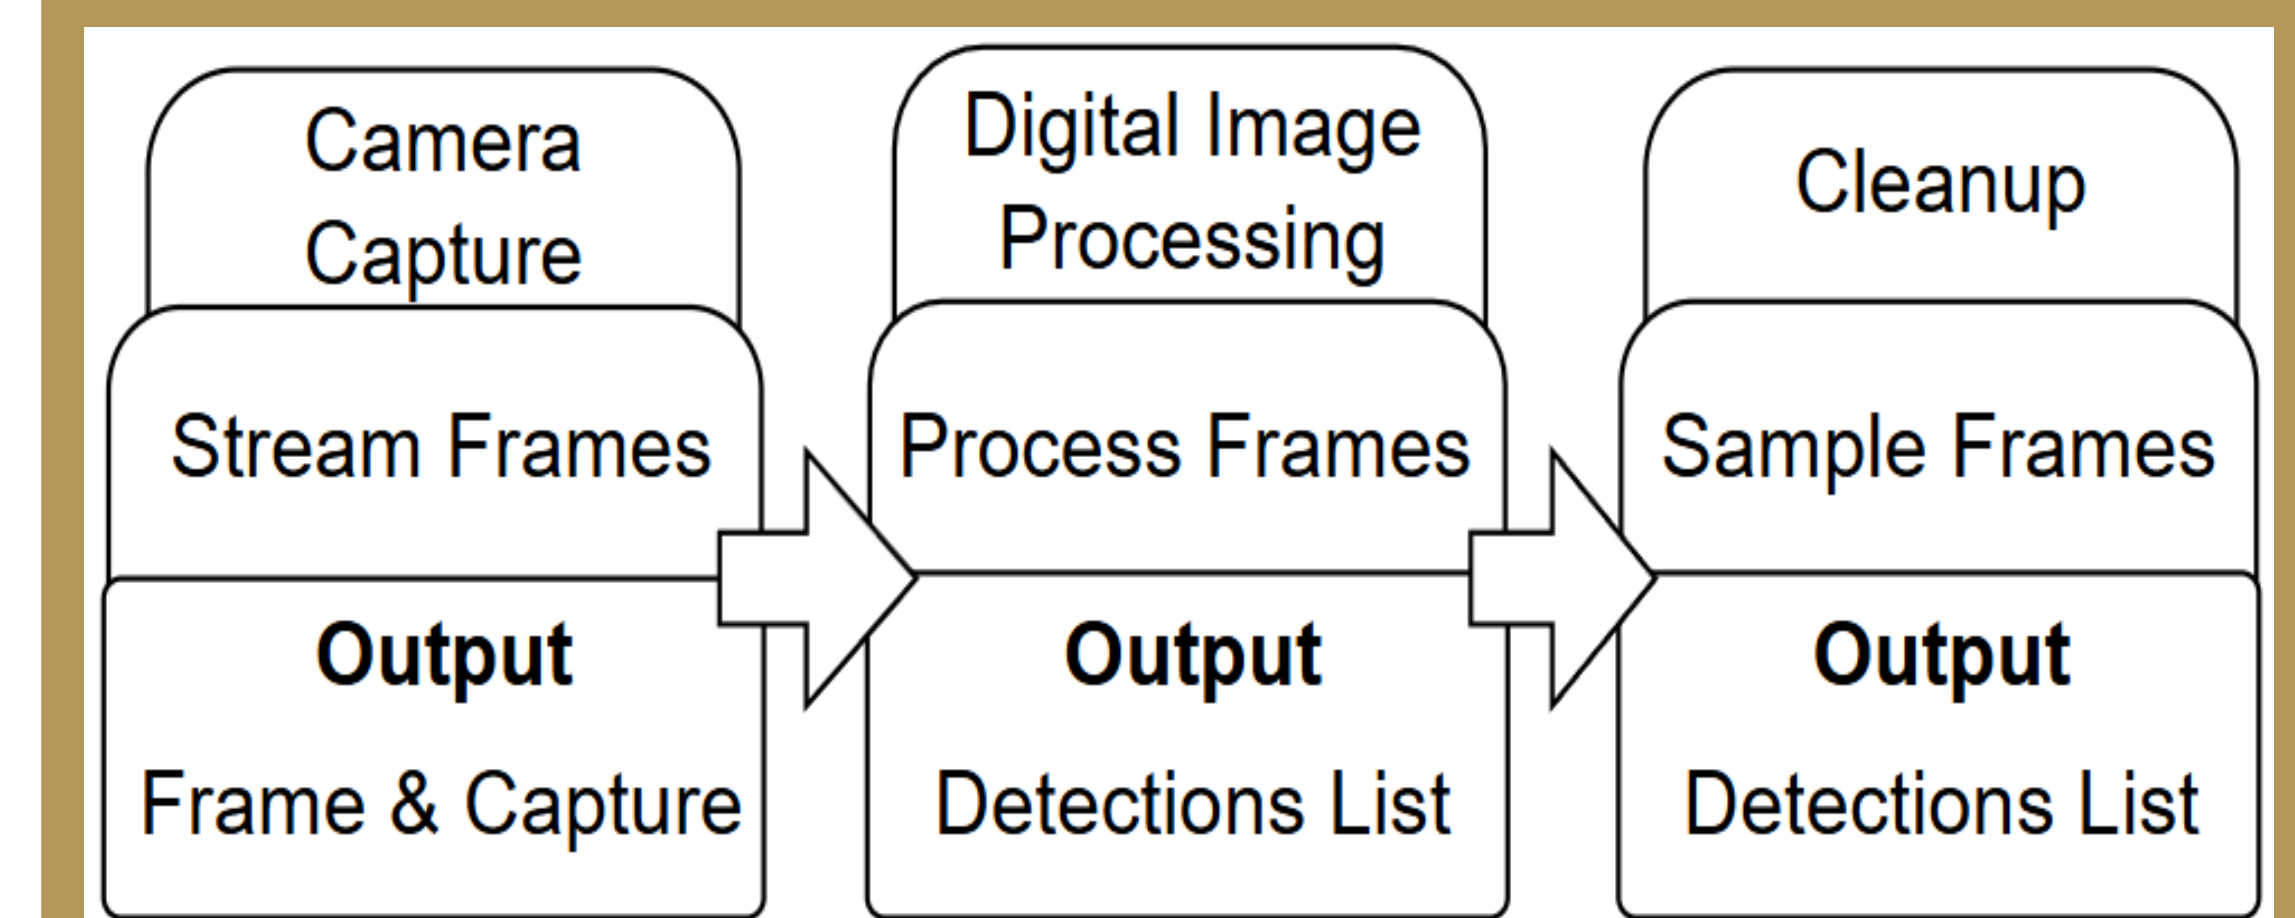 Camera
Capture
Stream Frames
Output
Frame & Capture
Digital Image
Processing
Process Frames
Output
Detections List
Cleanup
Sample Frames
Output
Detections List